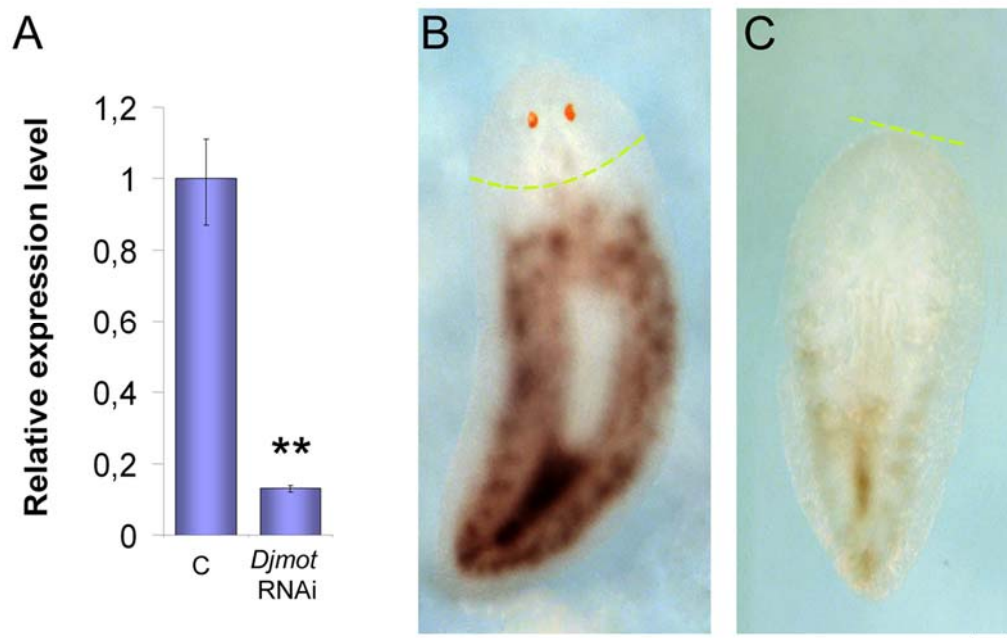 A
B
C
Relative expression level
1,2
1
0,8
0,6
0,4
0,2
0
**
C
Djmot
RNAi